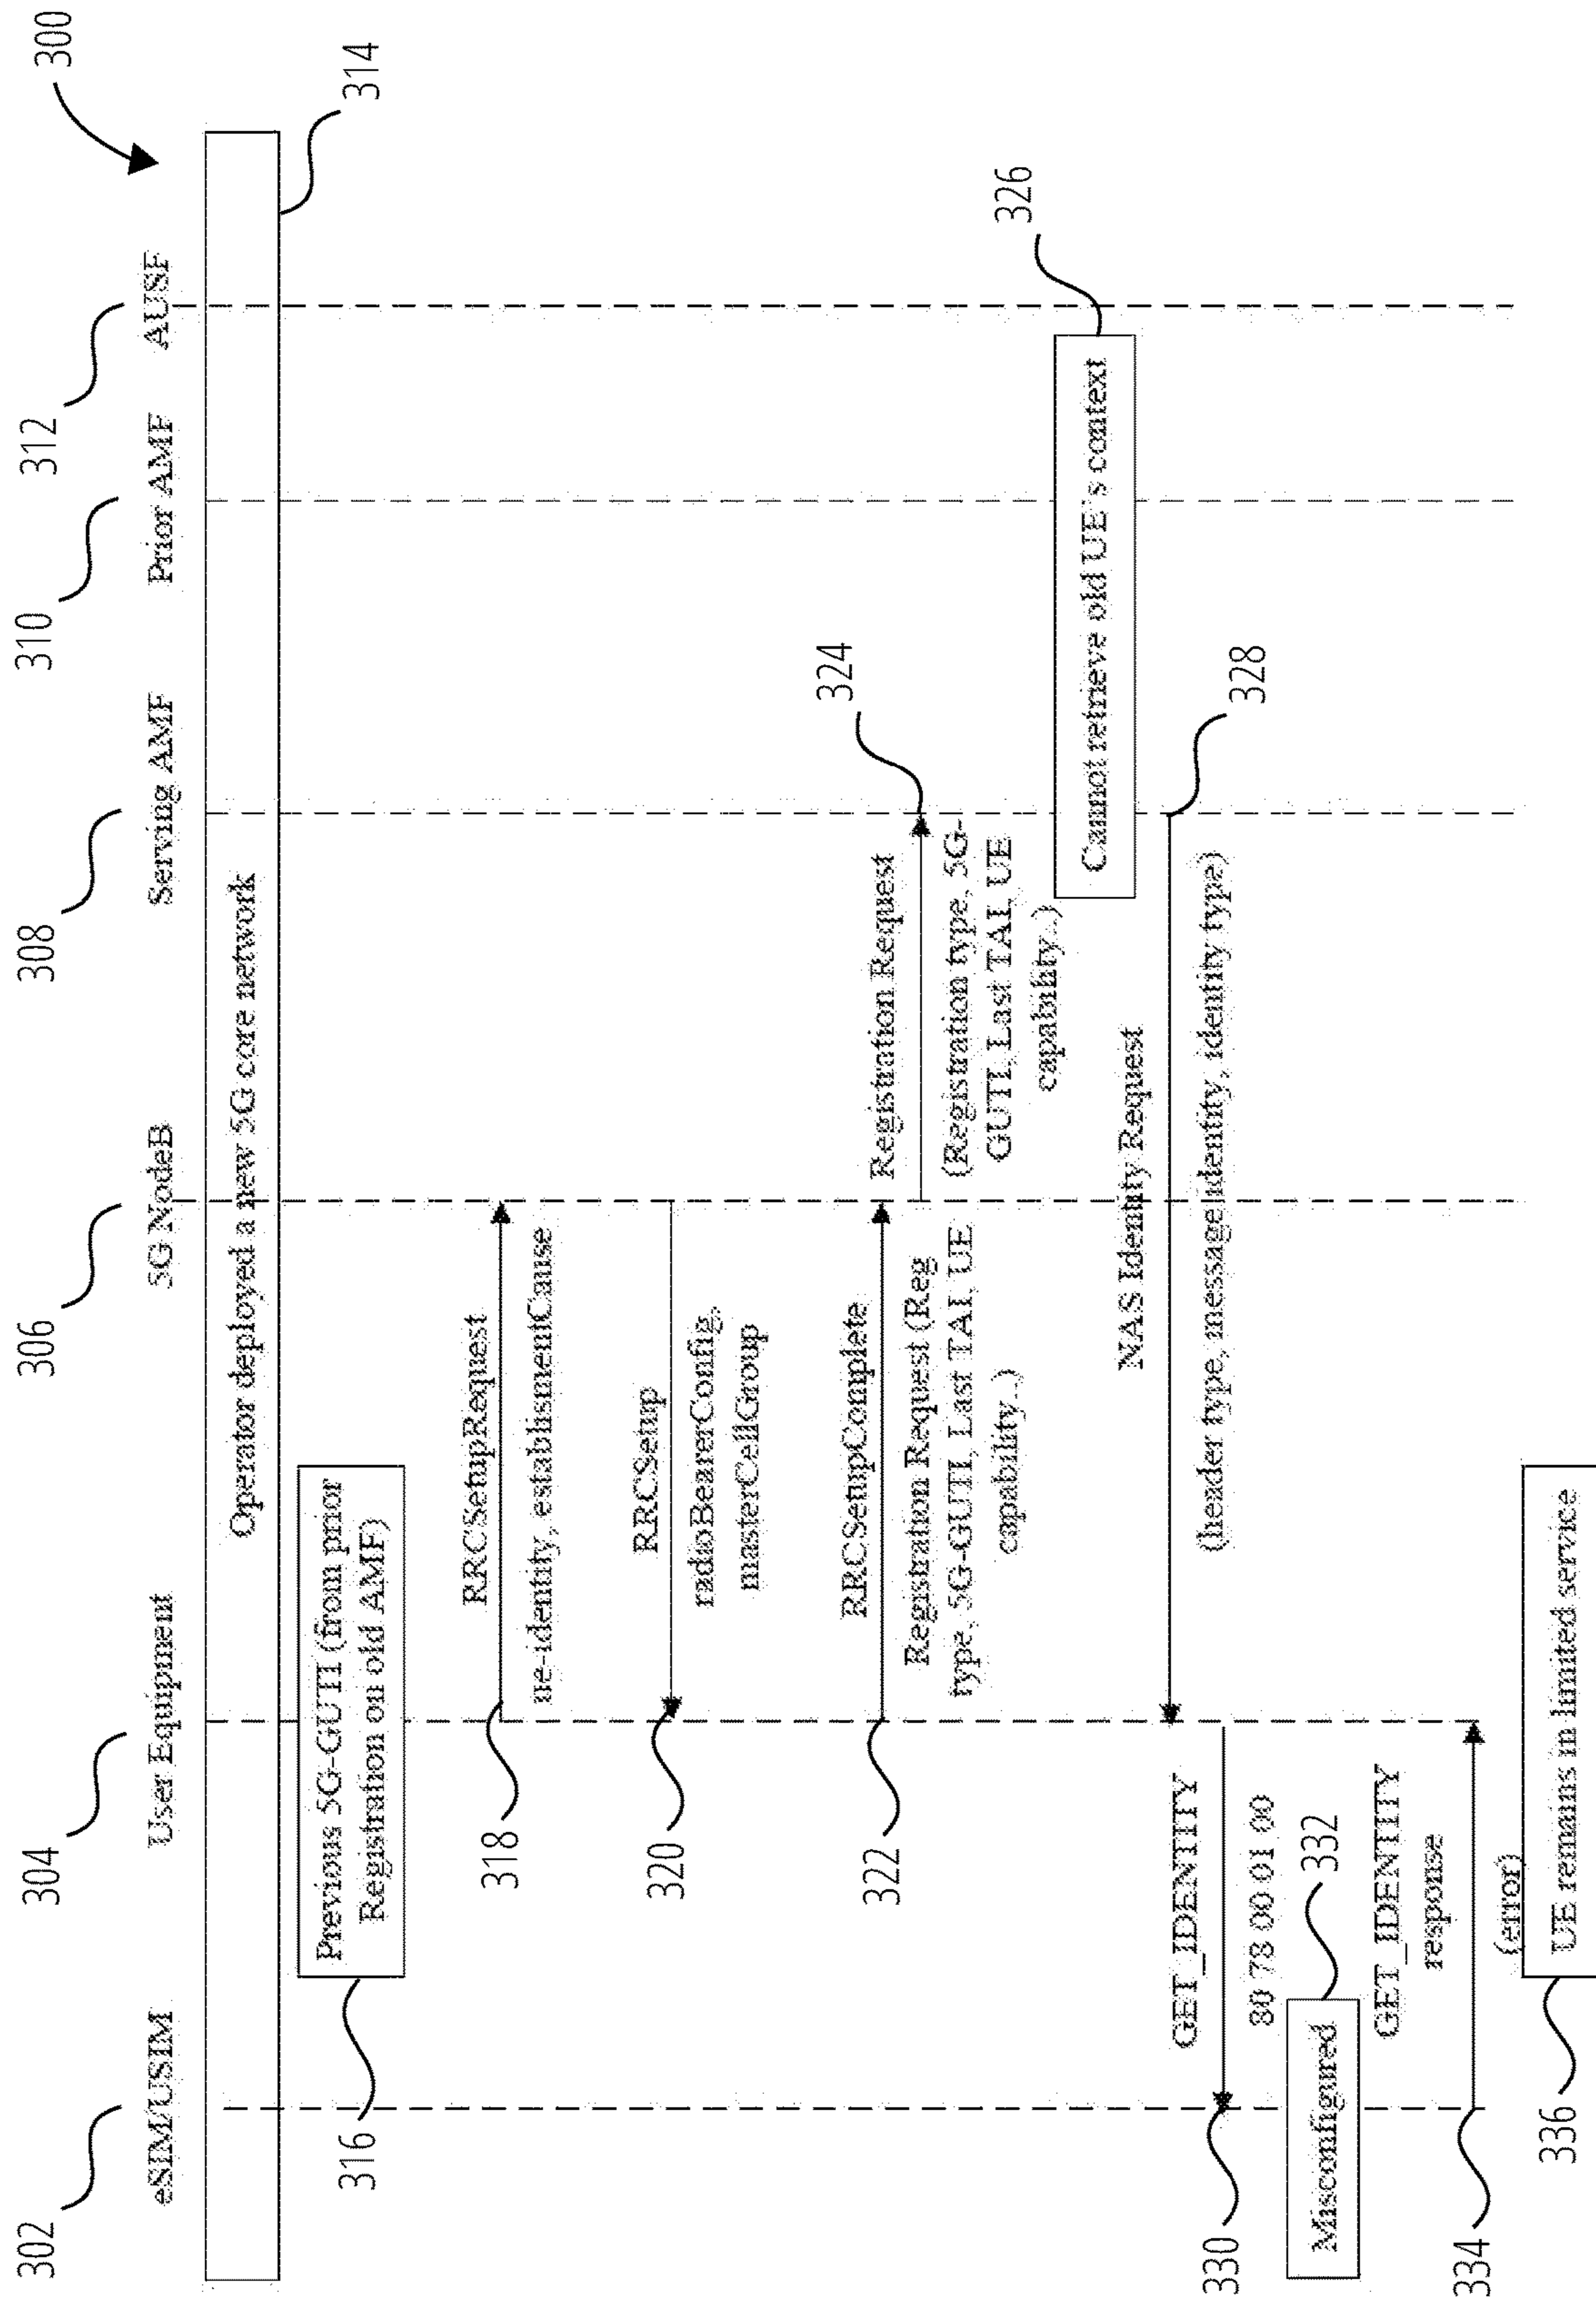 300
302
304
306
308
310
312
eSIM/USIM
User Equipment
5G NodeB
Serving AMF
Prior AMF
AUSF
Operator deployed a new 5G core network
314
Previous 5G-GUTI (from prior
Registration on old AMF)
316
RRCSetupRequest
ue-identity, establismentCause
318
RRCSetup
radioBearerConfig,
masterCellGroup
320
RRCSetupComplete
Registration Request (Reg
type, 5G-GUTI, Last TAI, UE
capability..)
322
Registration Request
(Registration type, 5G-
GUTI, Last TAI, UE
capability..)
324
Cannot retrieve old UE's context
326
NAS Identity Request
(header type, message identity, identity type)
328
GET_IDENTITY
80 78 00 01 00
330
Misconfigured
332
GET_IDENTITY
response
(error)
334
UE remains in limited service
336